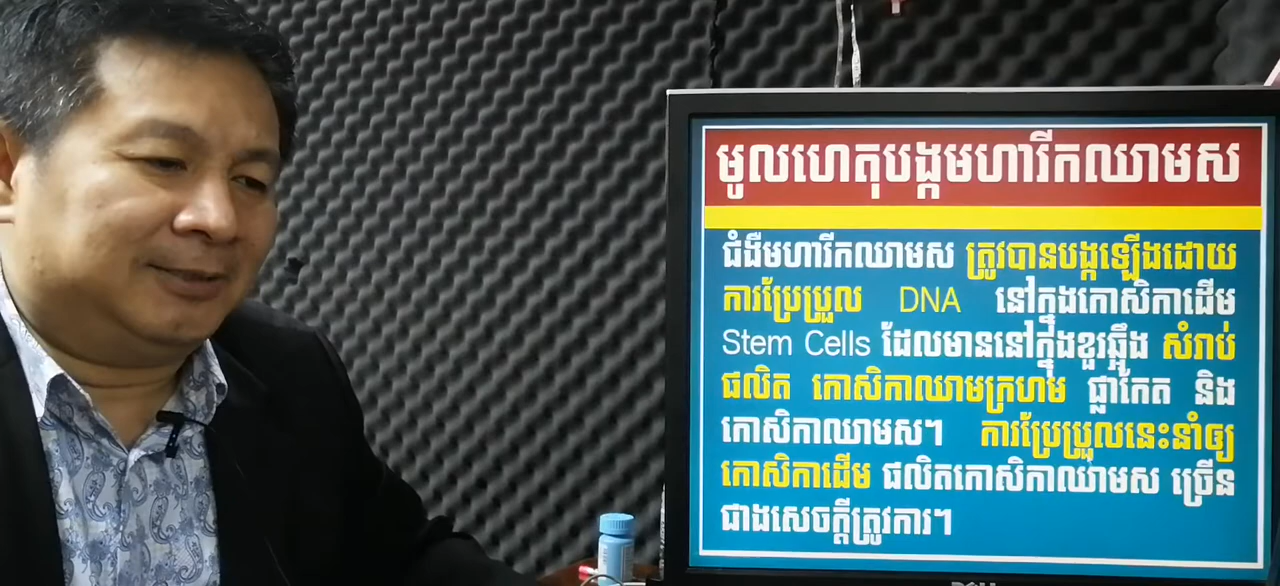 មូលហេតុបង្កមហារីកឈាមស
ជំងឺមហារីកឈាមស ត្រូវបានបង្កឡើងដោយ
ការប្រែប្រួល DNA នៅក្នុងកោសិកាដើម
Stem Cells ដែលមាននៅក្នុងខួរឆ្អឹង សំរាប់
ផលិត កោសិកាឈាមក្រហម ផ្លាកែត និង
កោសិកាឈាមស។ ការប្រែប្រួលនេះនាំឲ្យ
កោសិកាដើម ផលិតកោសិកាឈាមស ច្រើន
ជាងសេចក្តីត្រូវការ។